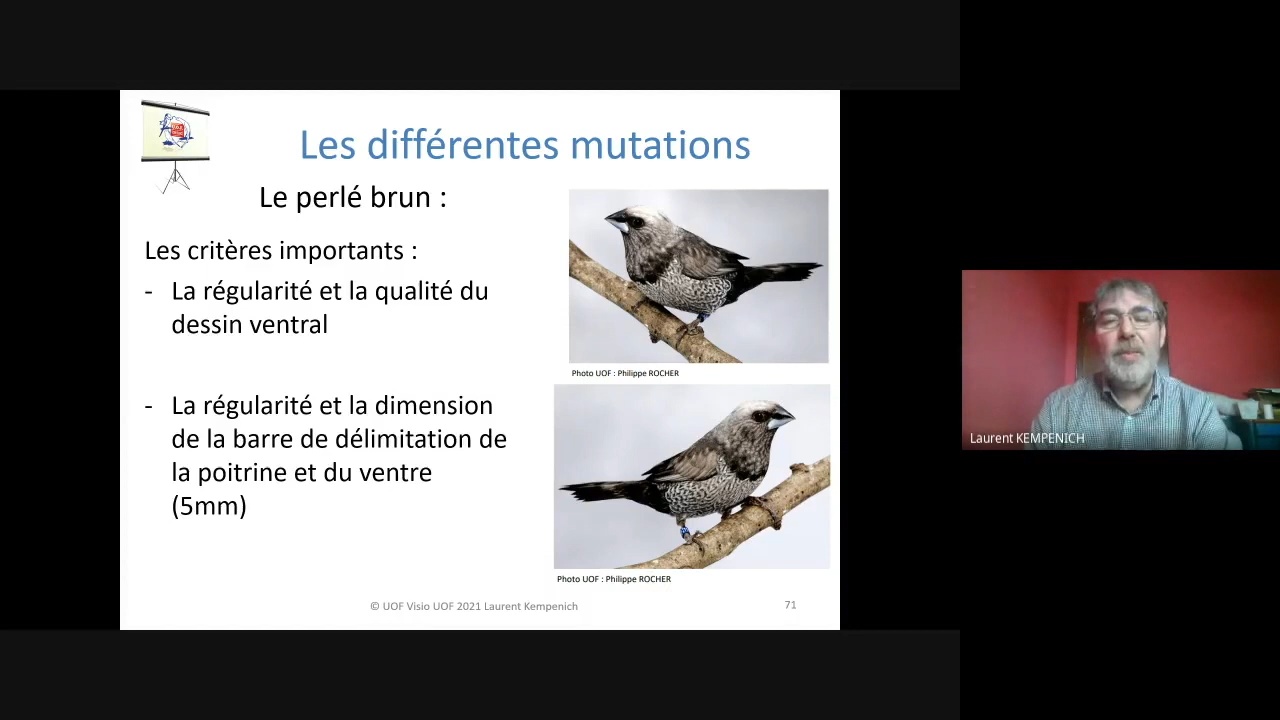 Les différentes mutations
Le perlé brun :
Les critères importants :
- La régularité et la qualité du
dessin ventral
- La régularité et la dimension
de la barre de délimitation de
la poitrine et du ventre
(5mm)
Photo UOF : Philippe ROCHER
Photo UOF : Philippe ROCHER
© UOF Visio UOF 2021 Laurent Kempenich
71
Laurent KEMPENICH